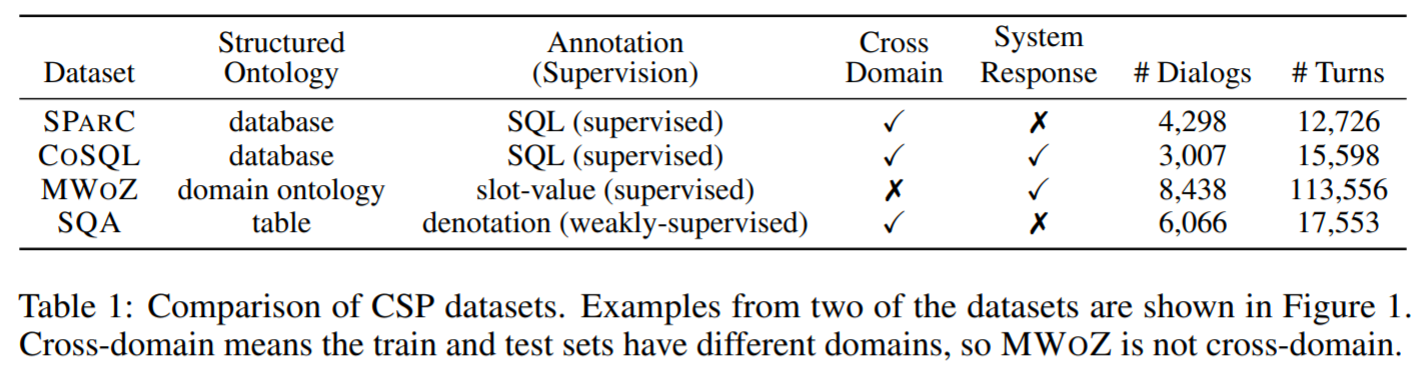 Dataset Structured Ontology Annotation (Supervision) Cross Domain System Response # Dialogs # Turns
SPARC database SQL (supervised) ✓ ✗ 4,298 12,726
COSQL database SQL (supervised) ✓ ✓ 3,007 15,598
MWOZ domain ontology slot-value (supervised) ✗ ✓ 8,438 113,556
SQA table denotation (weakly-supervised) ✓ ✗ 6,066 17,553
Table 1: Comparison of CSP datasets. Examples from two of the datasets are shown in Figure 1.
Cross-domain means the train and test sets have different domains, so MWOZ is not cross-domain.